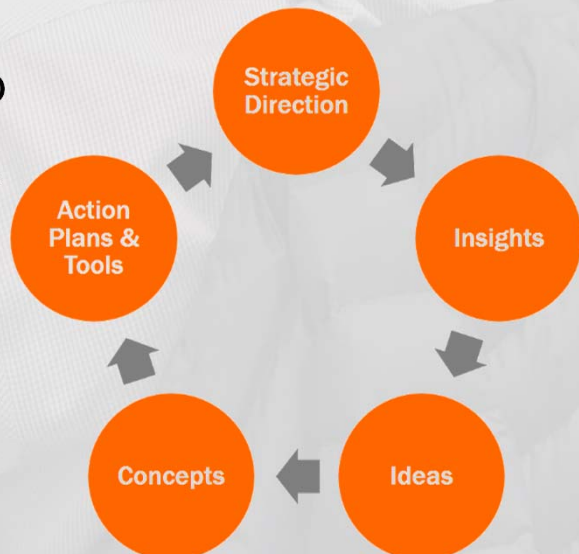 Strategic
Direction
Insights
Ideas
Concepts
Action
Plans &
Tools